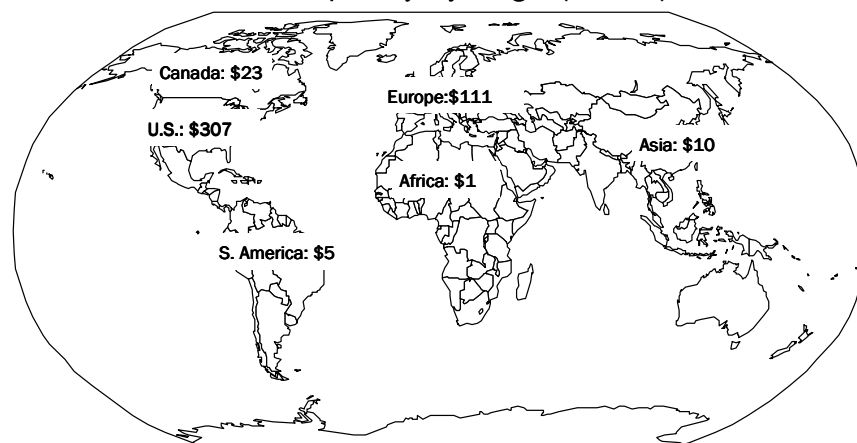 Canada: $23
Europe:$111
U.S.: $307
Asia: $10
Africa: $1
S. America: $5